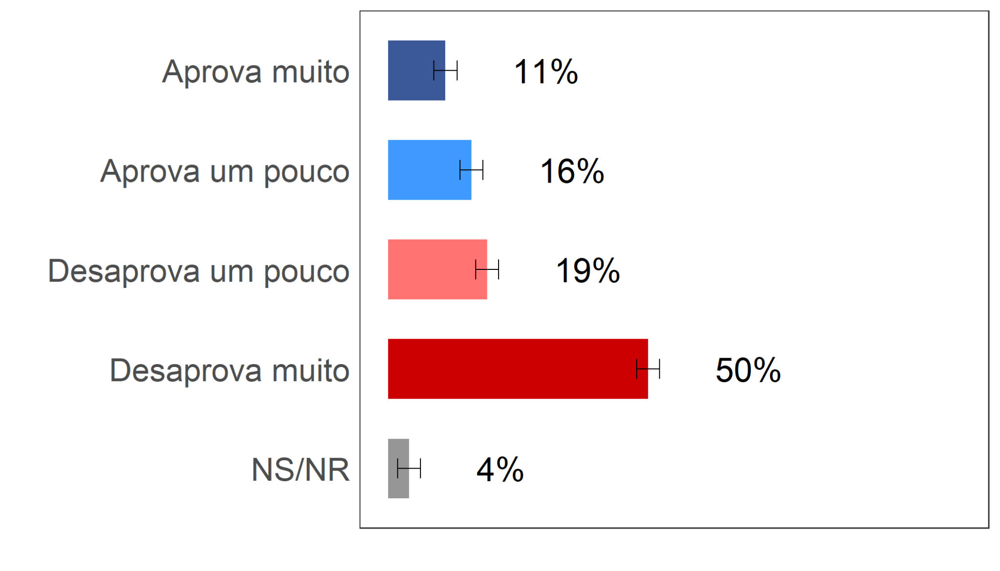 Aprova muito 11%
Aprova um pouco 16%
Desaprova um pouco 19%
Desaprova muito 50%
NS/NR 4%